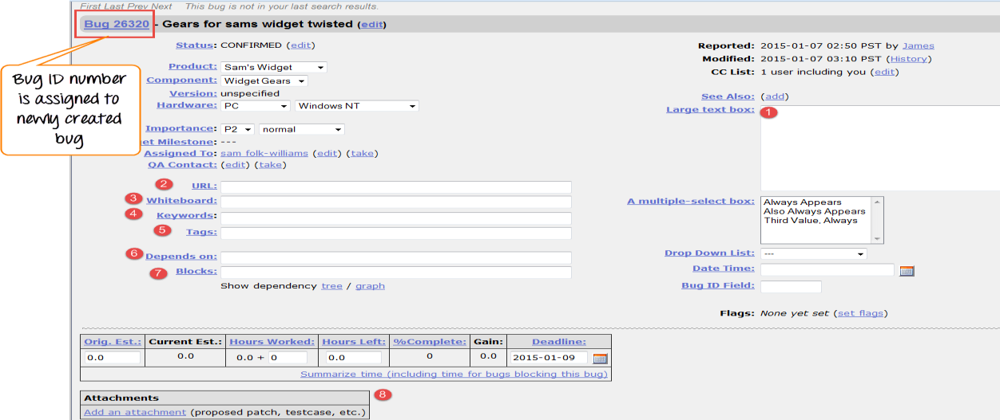 First Last Prev Next This bug is not in your last search results.
Bug 26320 - Gears for sams widget twisted (edit)
Bug ID number
is assigned to
newly created
bug
Status: CONFIRMED (edit)
Product: Sam's Widget
Component: Widget Gears
Version: unspecified
Hardware: PC Windows NT
Importance: P2 normal
et Milestone: ---
Assigned To: sam folk-williams (edit) (take)
QA Contact: (edit) (take)
2 URL:
3 Whiteboard:
4 Keywords:
5 Tags:
6 Depends on:
7 Blocks:
Show dependency tree / graph
Reported: 2015-01-07 02:50 PST by James
Modified: 2015-01-07 03:10 PST (History)
CC List: 1 user including you (edit)
See Also: (add)
Large text box: 1
A multiple-select box: Always Appears
Also Always Appears
Third Value, Always
Drop Down List: ---
Date Time:
Bug ID Field:
Flags: None yet set (set flags)
Orig. Est.: Current Est.: Hours Worked: Hours Left: %Complete: Gain: Deadline:
0.0 0.0 0.0 + 0 0.0 0 0.0 2015-01-09
Summarize time (including time for bugs blocking this bug)
Attachments 8
Add an attachment (proposed patch, testcase, etc.)